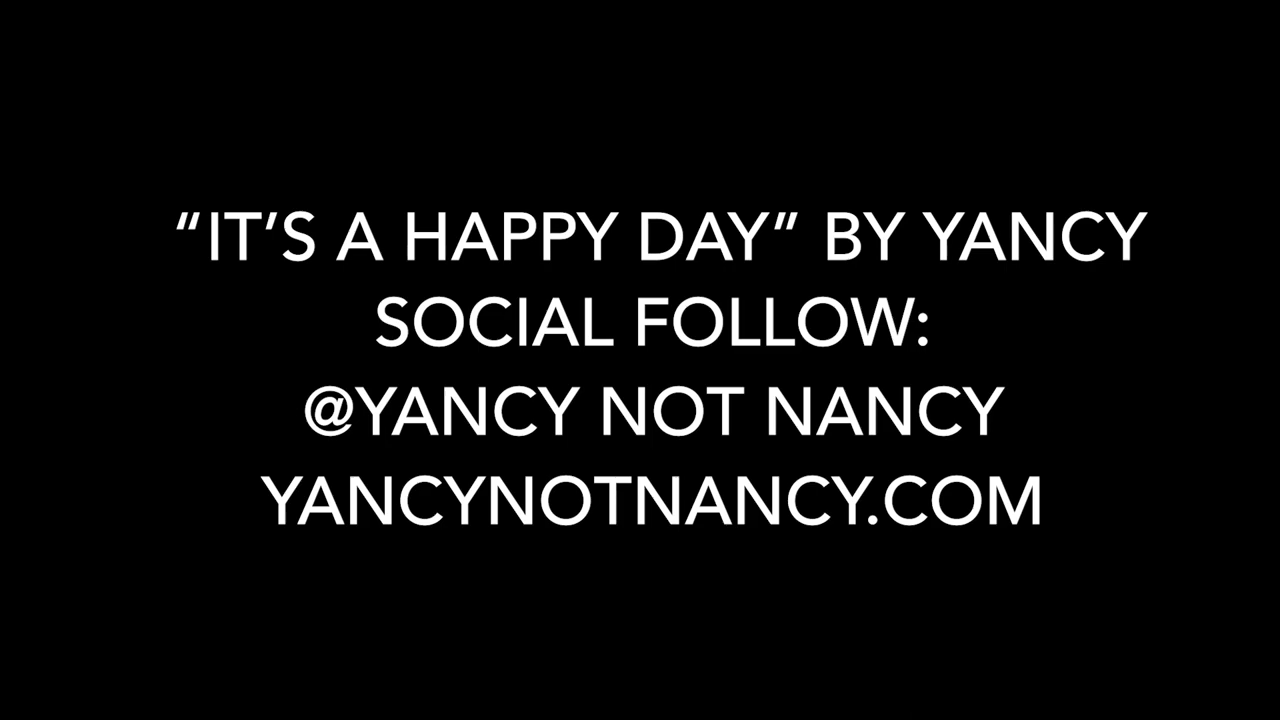 “IT’S A HAPPY DAY” BY YANCY
SOCIAL FOLLOW:
@YANCY NOT NANCY
YANCYNOTNANCY.COM